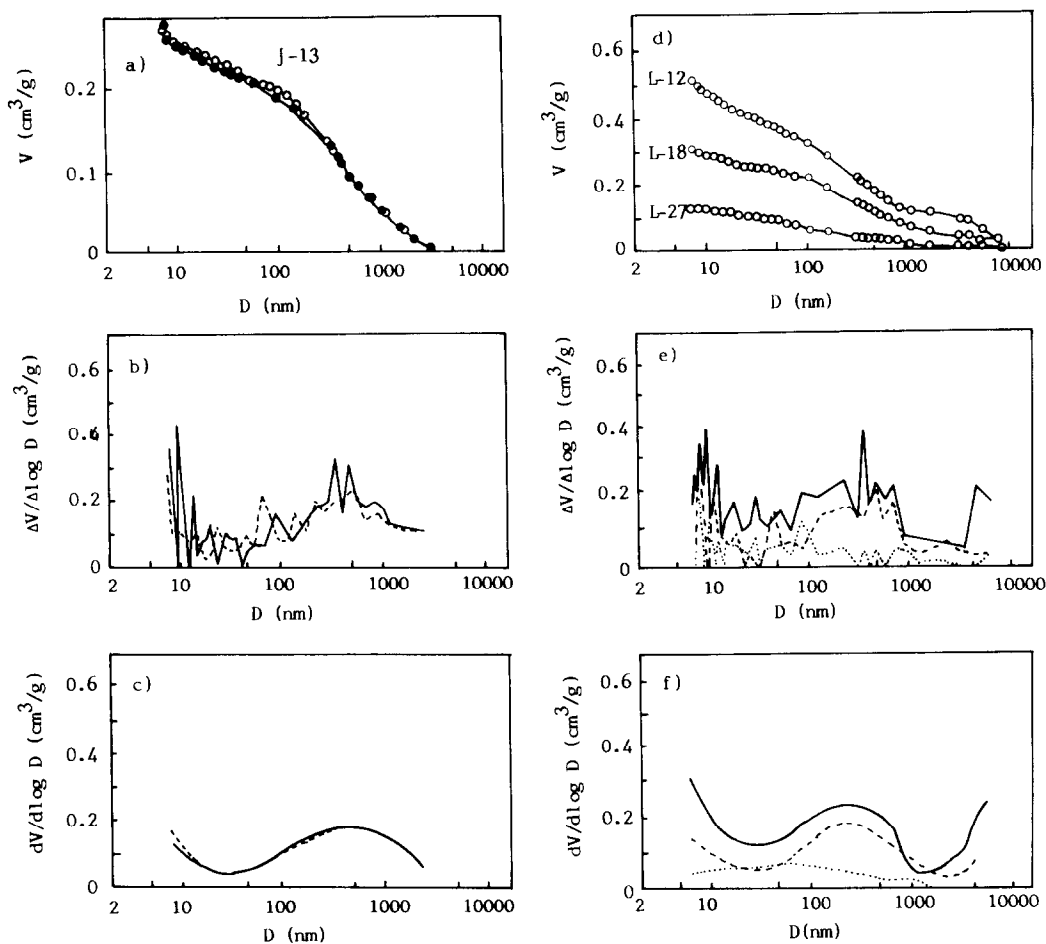 a)
j-13
V (cm³/g)
0.2
0.1
0
2 10 100 1000 10000
D (nm)
d)
L-12
L-18
L-27
V (cm³/g)
0.6
0.4
0.2
0
2 10 100 1000 10000
D (nm)
b)
ΔV/Δlog D (cm³/g)
0.6
0.4
0.2
0
2 10 100 1000 10000
D (nm)
e)
ΔV/Δlog D (cm³/g)
0.6
0.4
0.2
0
2 10 100 1000 10000
D (nm)
c)
dV/dlog D (cm³/g)
0.6
0.4
0.2
0
2 10 100 1000 10000
D (nm)
f)
dV/dlog D (cm³/g)
0.6
0.4
0.2
0
2 10 100 1000 10000
D (nm)